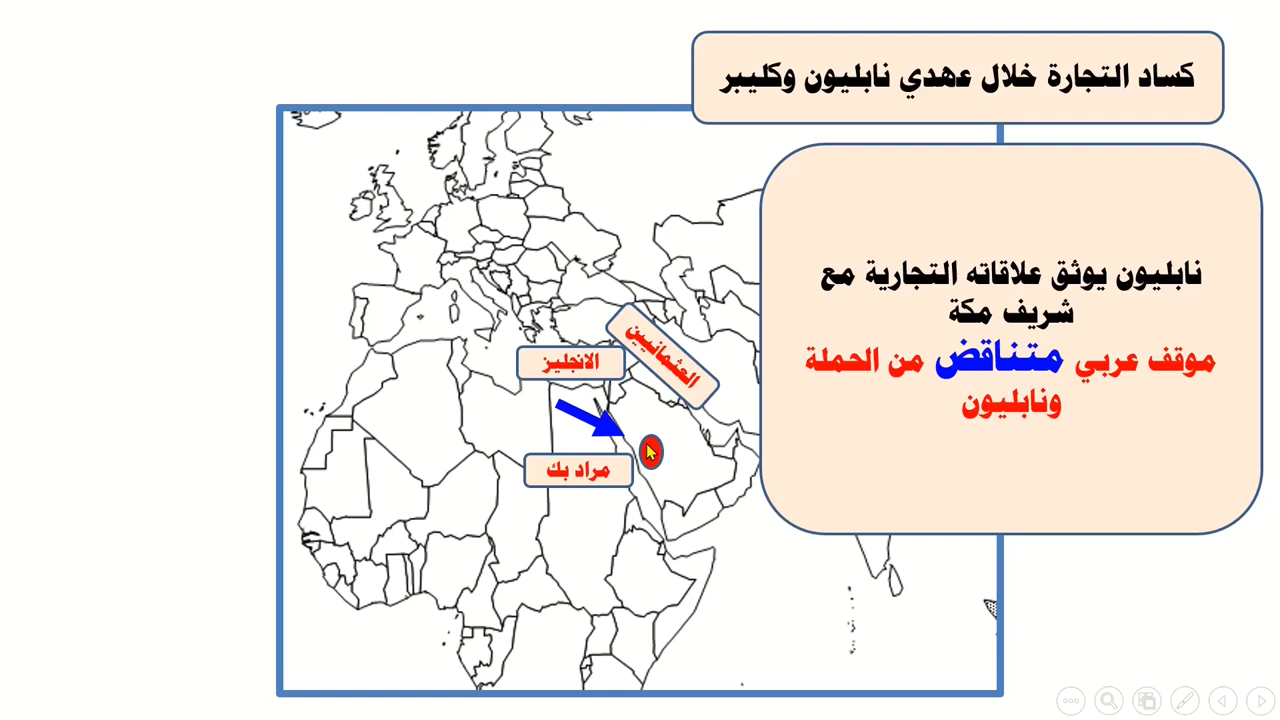 كساد التجارة خلال عهدي نابليون وكليبر
نابليون يوثق علاقاته التجارية مع
شريف مكة
موقف عربي متناقض من الحملة
ونابليون
العثمانيين
الانجليز
مراد بك